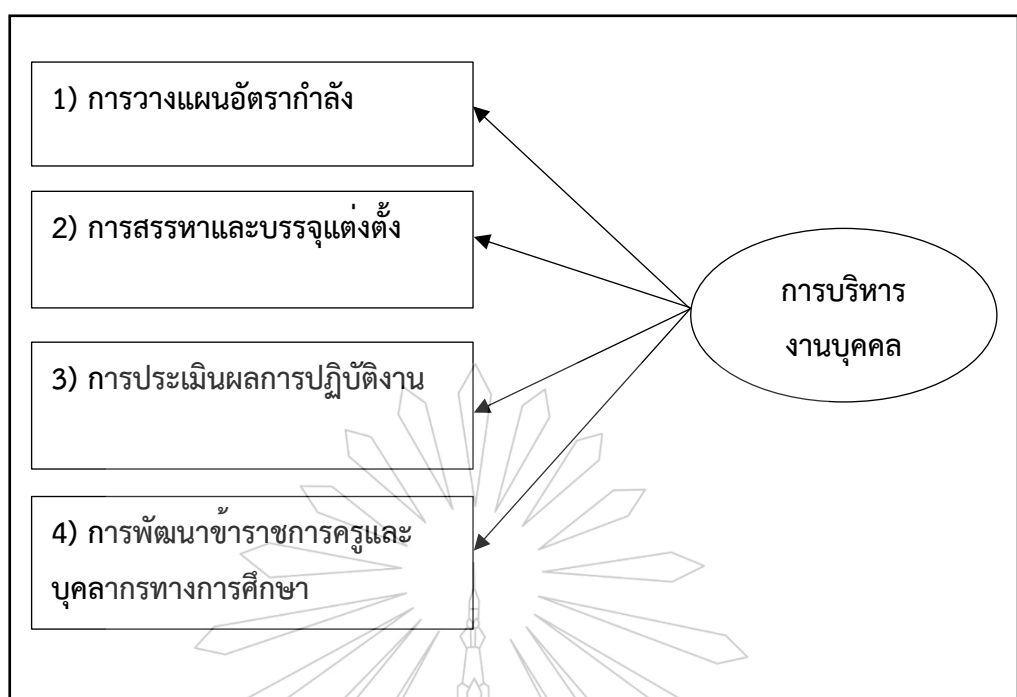 1) การวางแผนอัตรากำลัง
2) การสรรหาและบรรจุแต่งตั้ง
การบริหาร
งานบุคคล
3) การประเมินผลการปฏิบัติงาน
4) การพัฒนาข้าราชการครูและ
บุคลากรทางการศึกษา